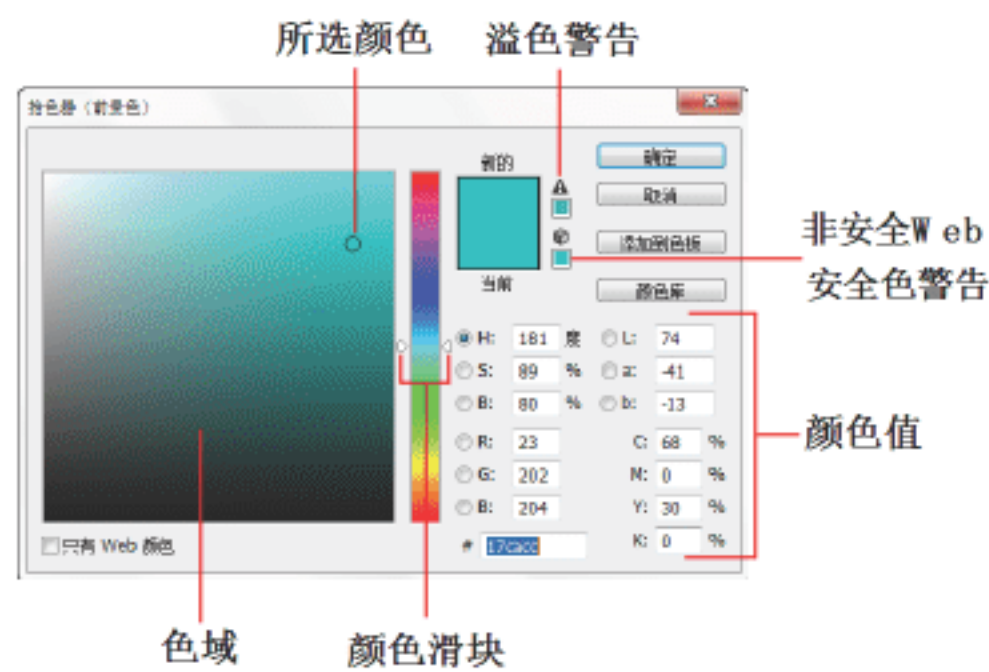 所选颜色
溢色警告
拾色器（前景色）
新的
确定
取消
添加到色板
非安全Web
安全色警告
当前
颜色库
H: 181 度
L: 74
S: 89 %
a: -41
B: 80 %
b: -13
颜色值
R: 23
C: 68 %
G: 202
M: 0 %
B: 204
Y: 30 %
只有 Web 颜色
# 17cacc
K: 0 %
色域
颜色滑块